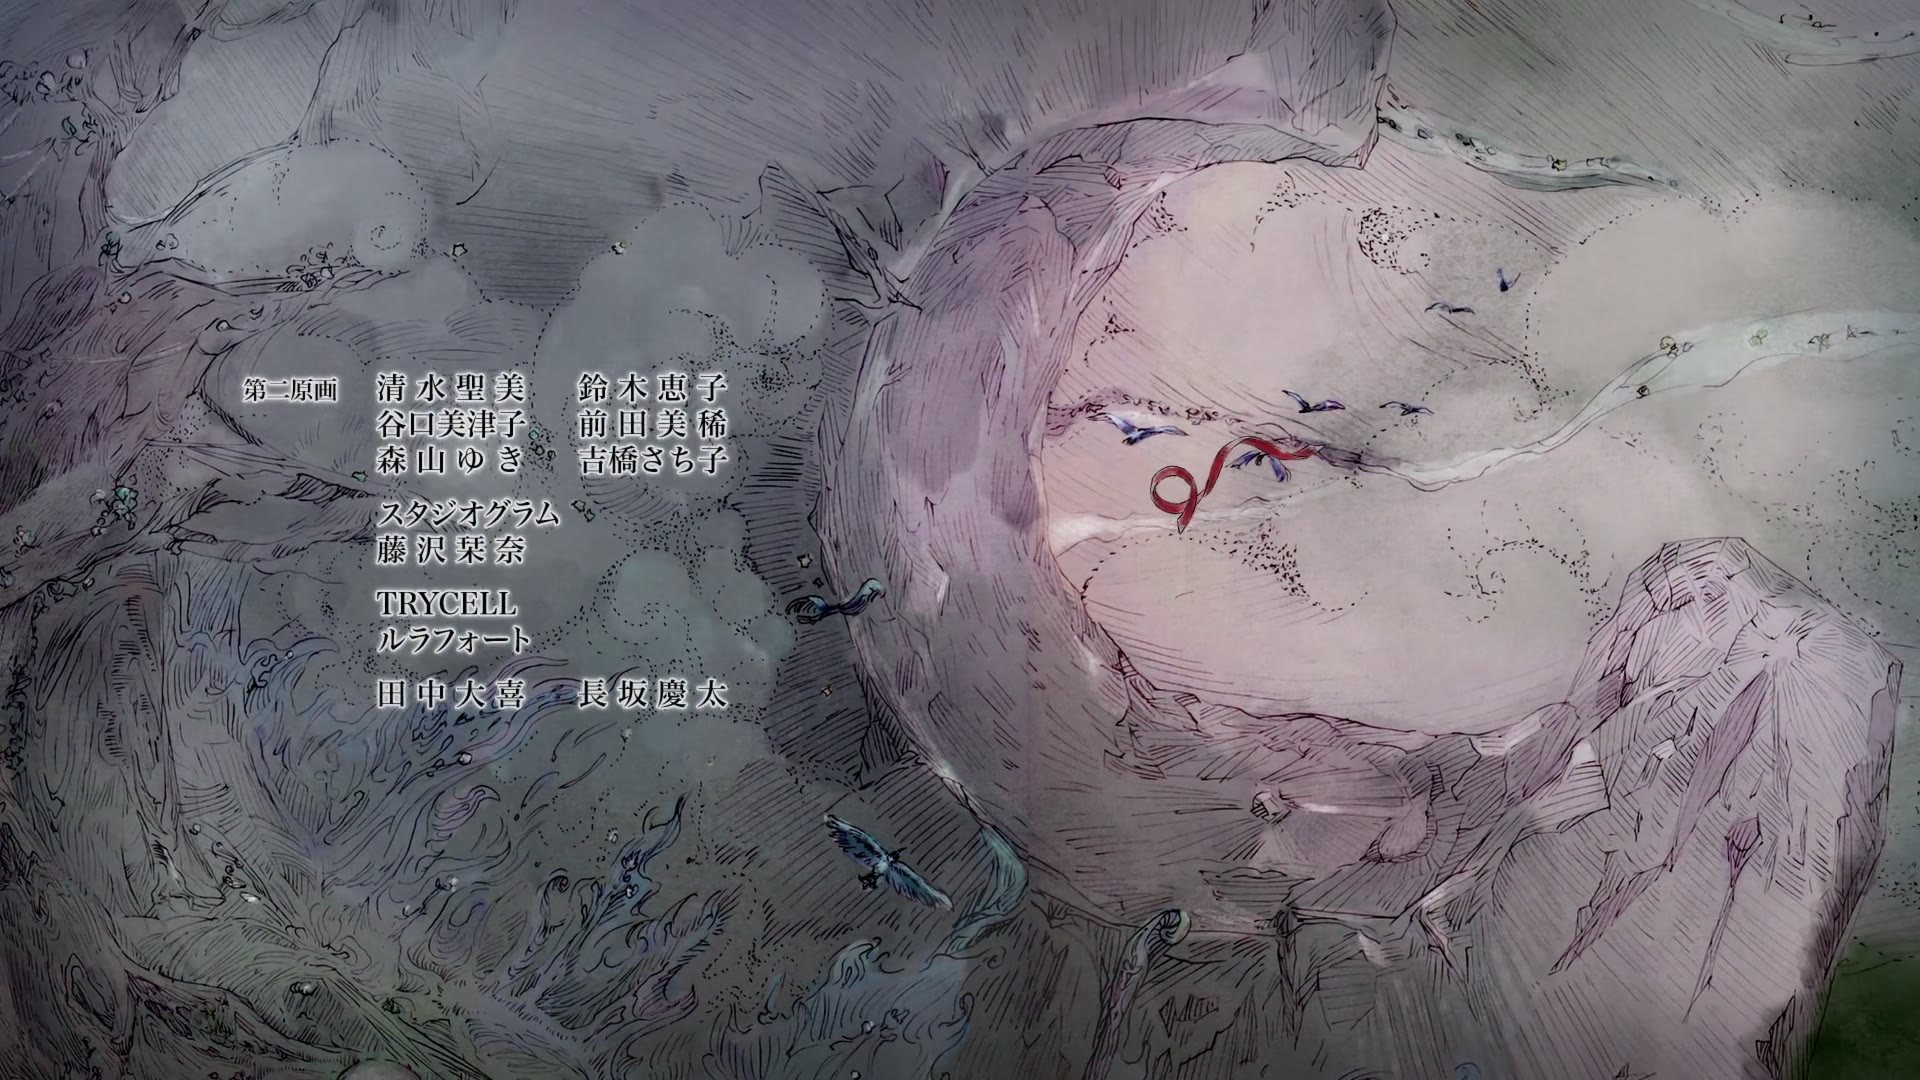 第二原画 清水聖美 鈴木恵子
谷口美津子 前田美稀
森山ゆき 吉橋さち子
スタジオグラム
藤沢栞奈
TRYCELL
ルラフォート
田中大喜 長坂慶太